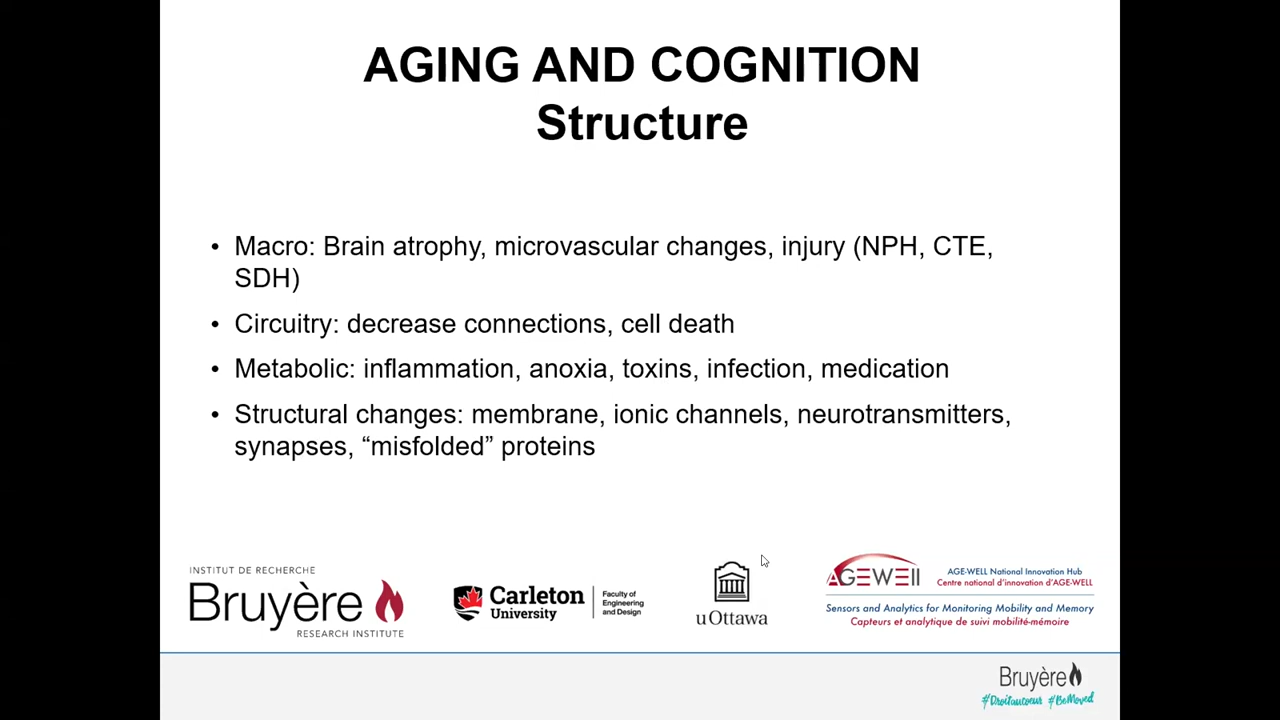 AGING AND COGNITION
Structure
• Macro: Brain atrophy, microvascular changes, injury (NPH, CTE,
SDH)
• Circuitry: decrease connections, cell death
• Metabolic: inflammation, anoxia, toxins, infection, medication
• Structural changes: membrane, ionic channels, neurotransmitters,
synapses, “misfolded” proteins
INSTITUT DE RECHERCHE
Bruyère
RESEARCH INSTITUTE
Carleton
University
Faculty of
Engineering
and Design
uOttawa
AGEWELL
AGE-WELL National Innovation Hub
Centre national d'innovation d'AGE-WELL
Sensors and Analytics for Monitoring Mobility and Memory
Capteurs et analytique de suivi mobilité-mémoire
Bruyère
#Droitaucoeur #BeMoved